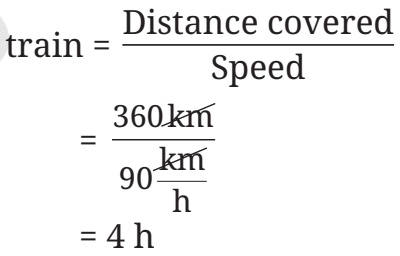 train = Distance covered / Speed
= 360 km / 90 km/h
= 4 h